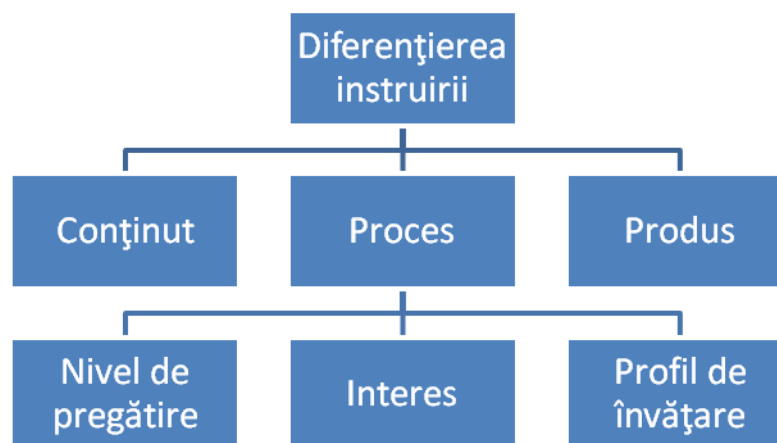 Diferenţierea
instruirii
Conţinut
Proces
Produs
Nivel de
pregătire
Interes
Profil de
învăţare